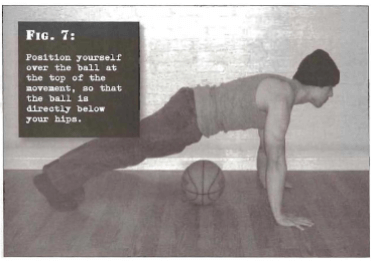 FIG. 7:
Position yourself
over the ball at
the top of the
movement, so that
the ball is
directly below
your hips.